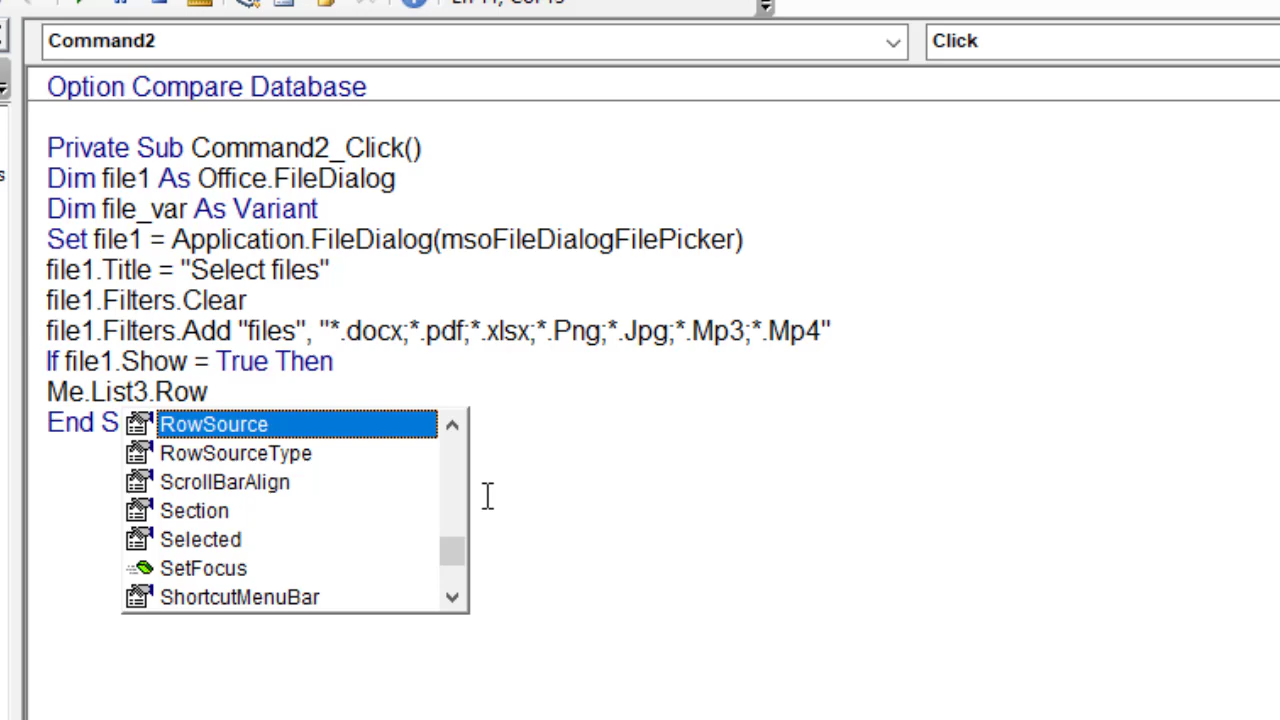 Command2
Click
Option Compare Database
Private Sub Command2_Click()
Dim file1 As Office.FileDialog
Dim file_var As Variant
Set file1 = Application.FileDialog(msoFileDialogFilePicker)
file1.Title = "Select files"
file1.Filters.Clear
file1.Filters.Add "files", "*.docx;*.pdf;*.xlsx;*.Png;*.Jpg;*.Mp3;*.Mp4"
If file1.Show = True Then
Me.List3.Row
End S
RowSource
RowSourceType
ScrollBarAlign
Section
Selected
SetFocus
ShortcutMenuBar